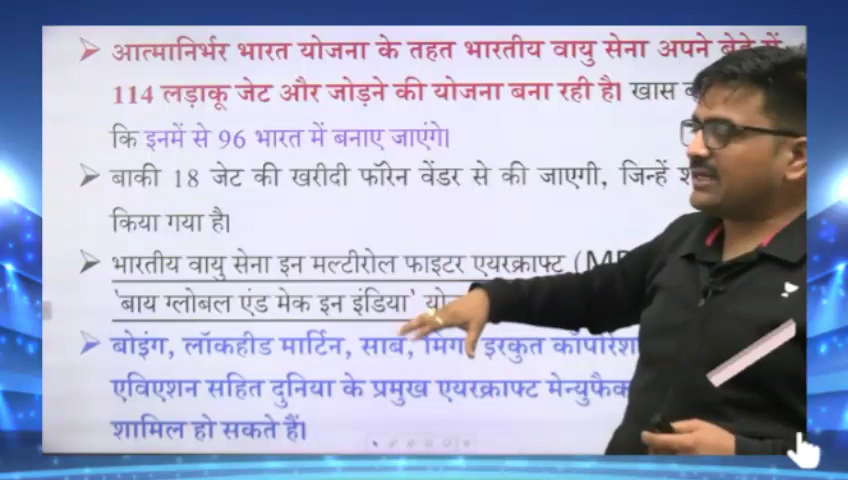 आत्मानिर्भर भारत योजना के तहत भारतीय वायु सेना अपने बेड़े में
114 लड़ाकू जेट और जोड़ने की योजना बना रही है। खास
कि इनमें से 96 भारत में बनाए जाएंगे।
बाकी 18 जेट की खरीदी फॉरेन वेंडर से की जाएगी, जिन्हें
किया गया है।
भारतीय वायु सेना इन मल्टीरोल फाइटर एयरक्राफ्ट
'बाय ग्लोबल एंड मेक इन इंडिया'
बोइंग, लॉकहीड मार्टिन, साब, मिग, इरकुत
एविएशन सहित दुनिया के प्रमुख एयरक्राफ्ट
शामिल हो सकते हैं।